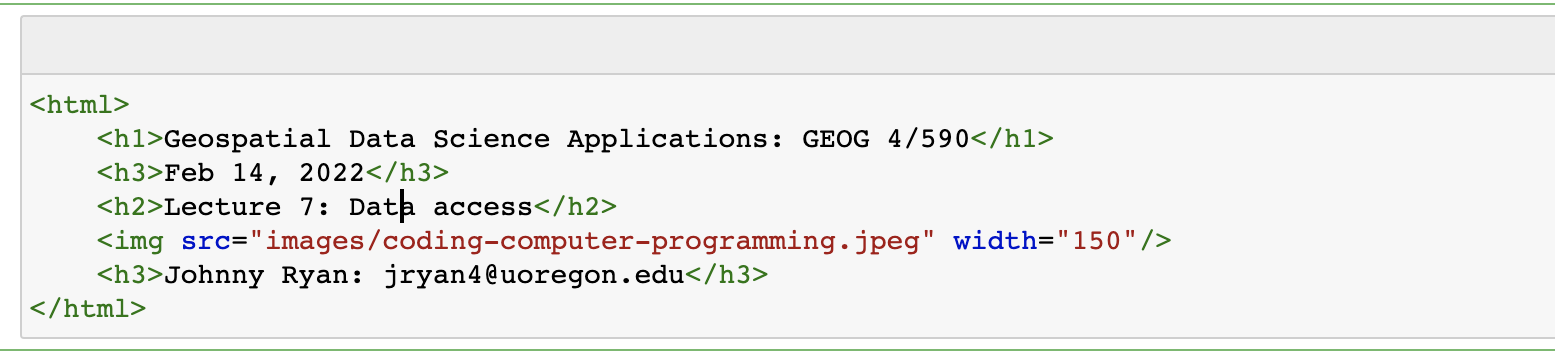 <html>
    <h1>Geospatial Data Science Applications: GEOG 4/590</h1>
    <h3>Feb 14, 2022</h3>
    <h2>Lecture 7: Data access</h2>
    <img src="images/coding-computer-programming.jpeg" width="150"/>
    <h3>Johnny Ryan: jryan4@uoregon.edu</h3>
</html>